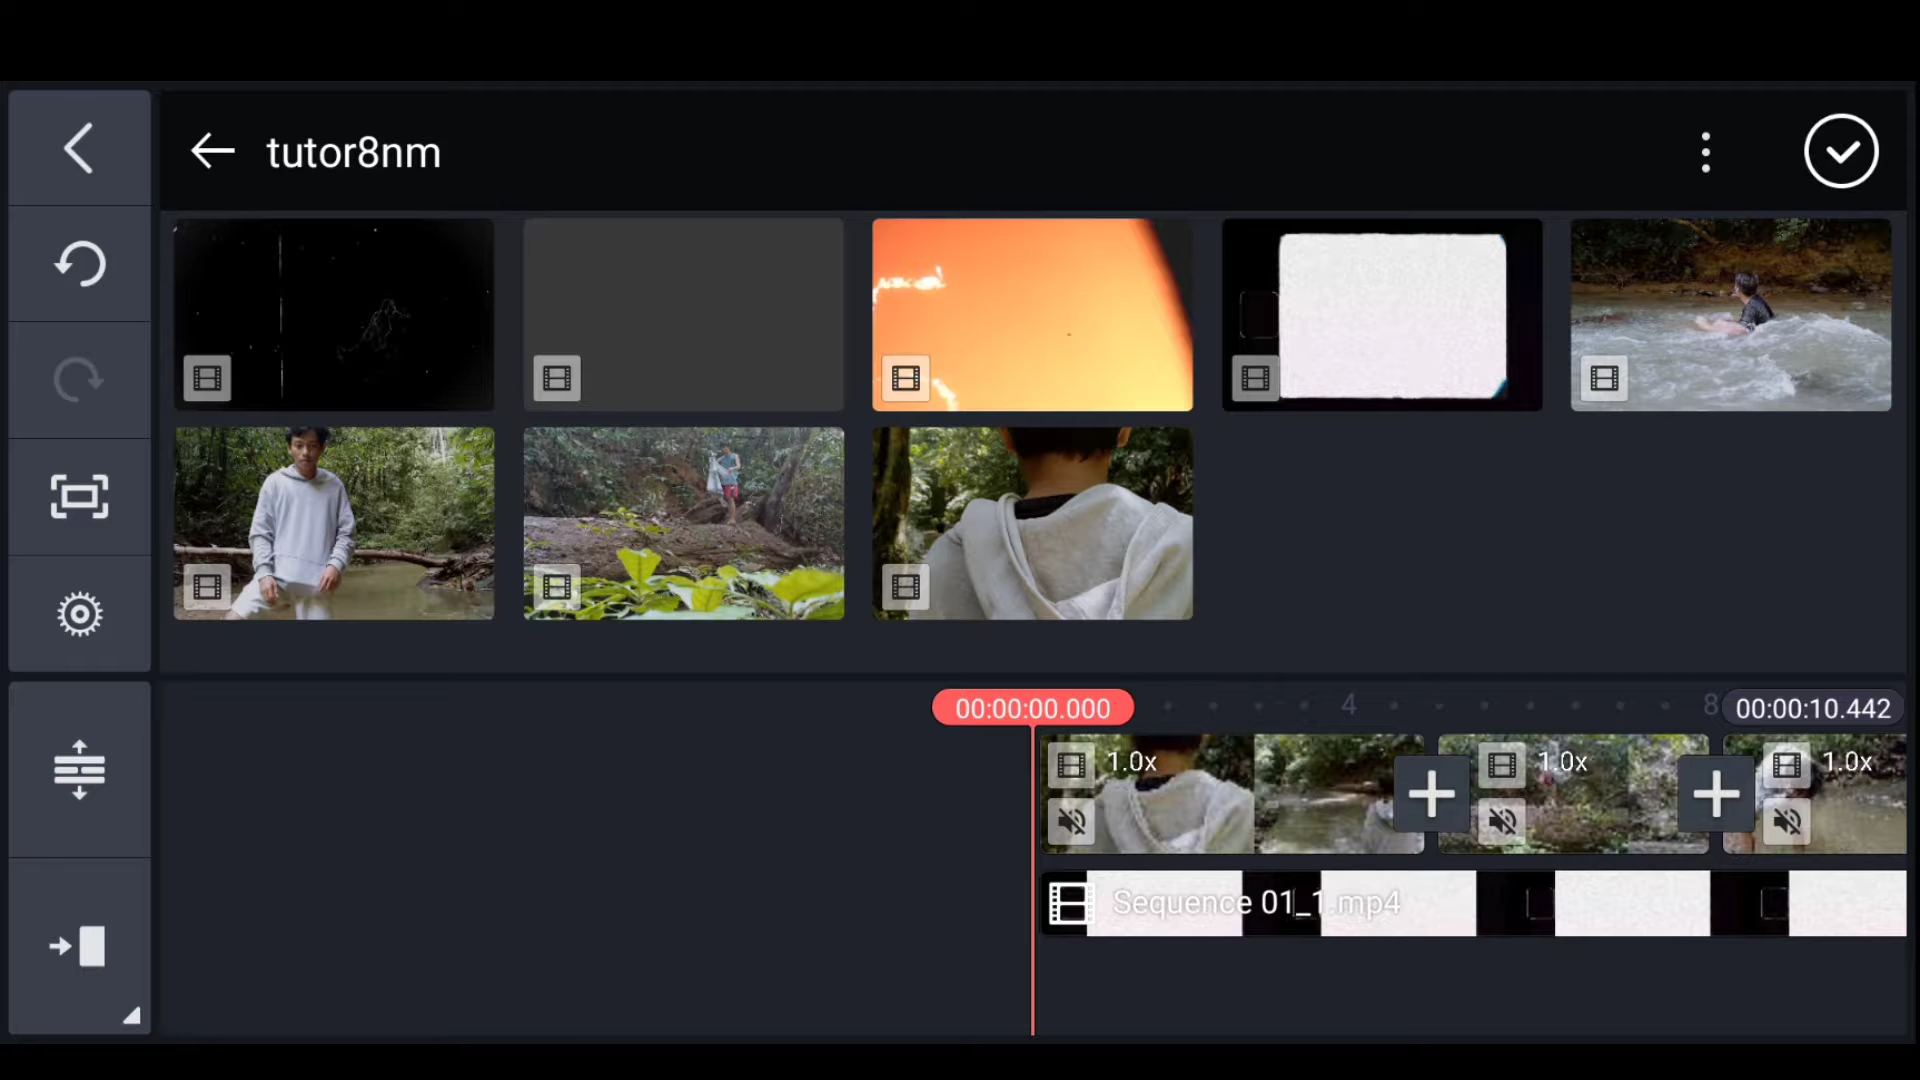 tutor8nm
00:00:00.000
4
8
00:00:10.442
1.0x
1.0x
1.0x
Sequence 01_1.mp4